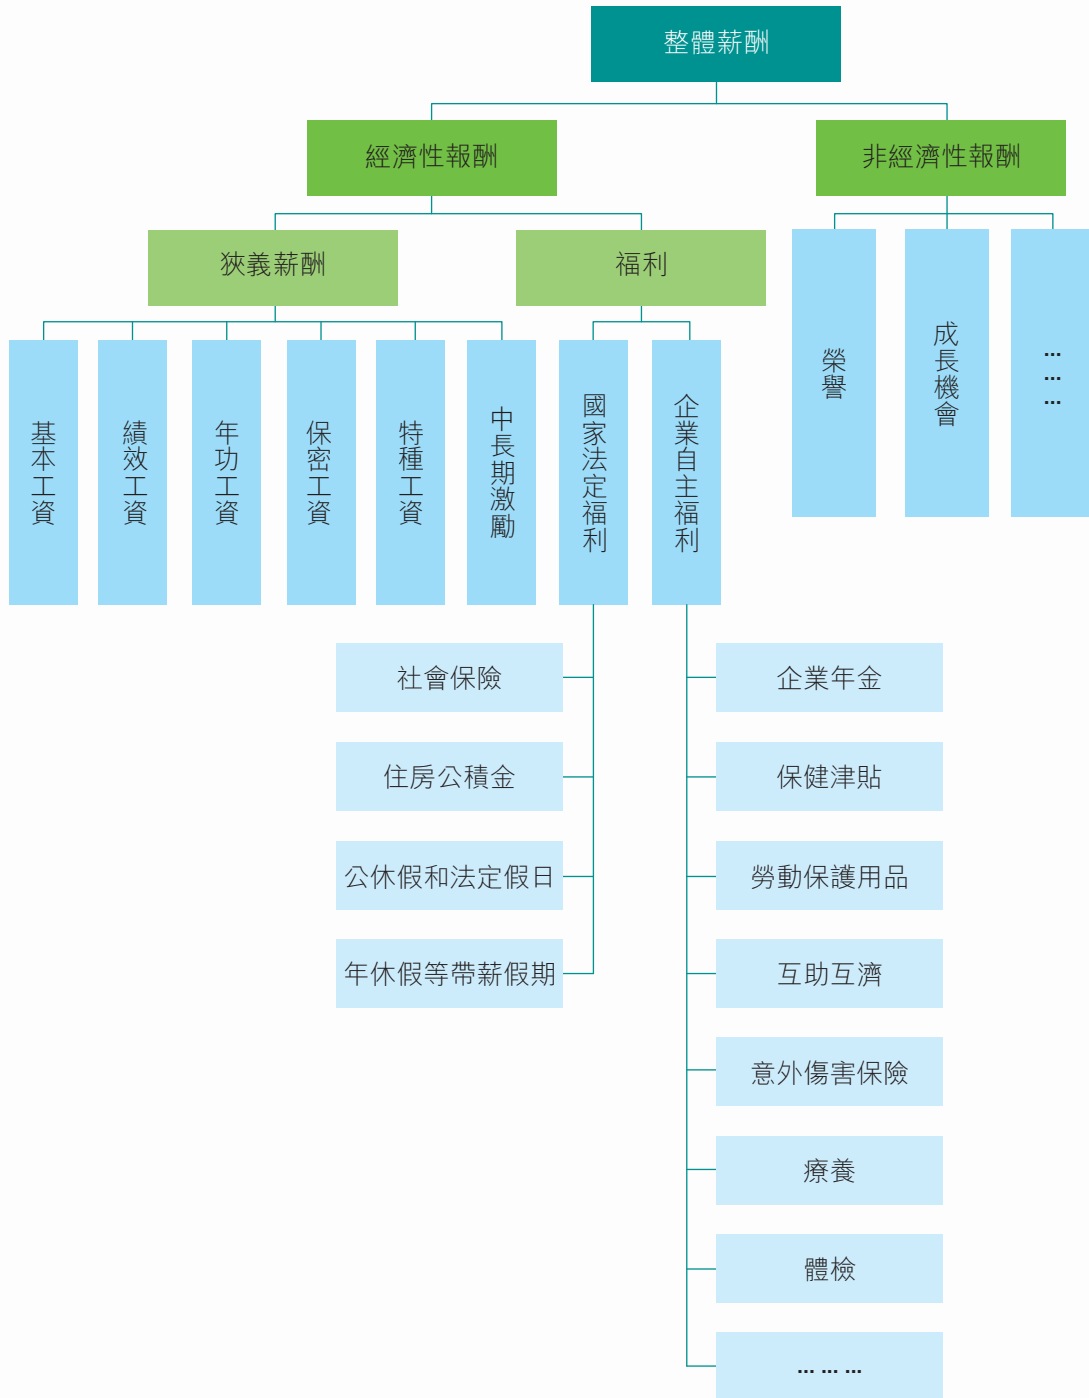 整體薪酬
經濟性報酬
非經濟性報酬
狹義薪酬
福利
榮譽
成長機會
………
基本工資
績效工資
年功工資
保密工資
特種工資
中長期激勵
國家法定福利
企業自主福利
社會保險
住房公積金
公休假和法定假日
年休假等帶薪假期
企業年金
保健津貼
勞動保護用品
互助互濟
意外傷害保險
療養
體檢
………